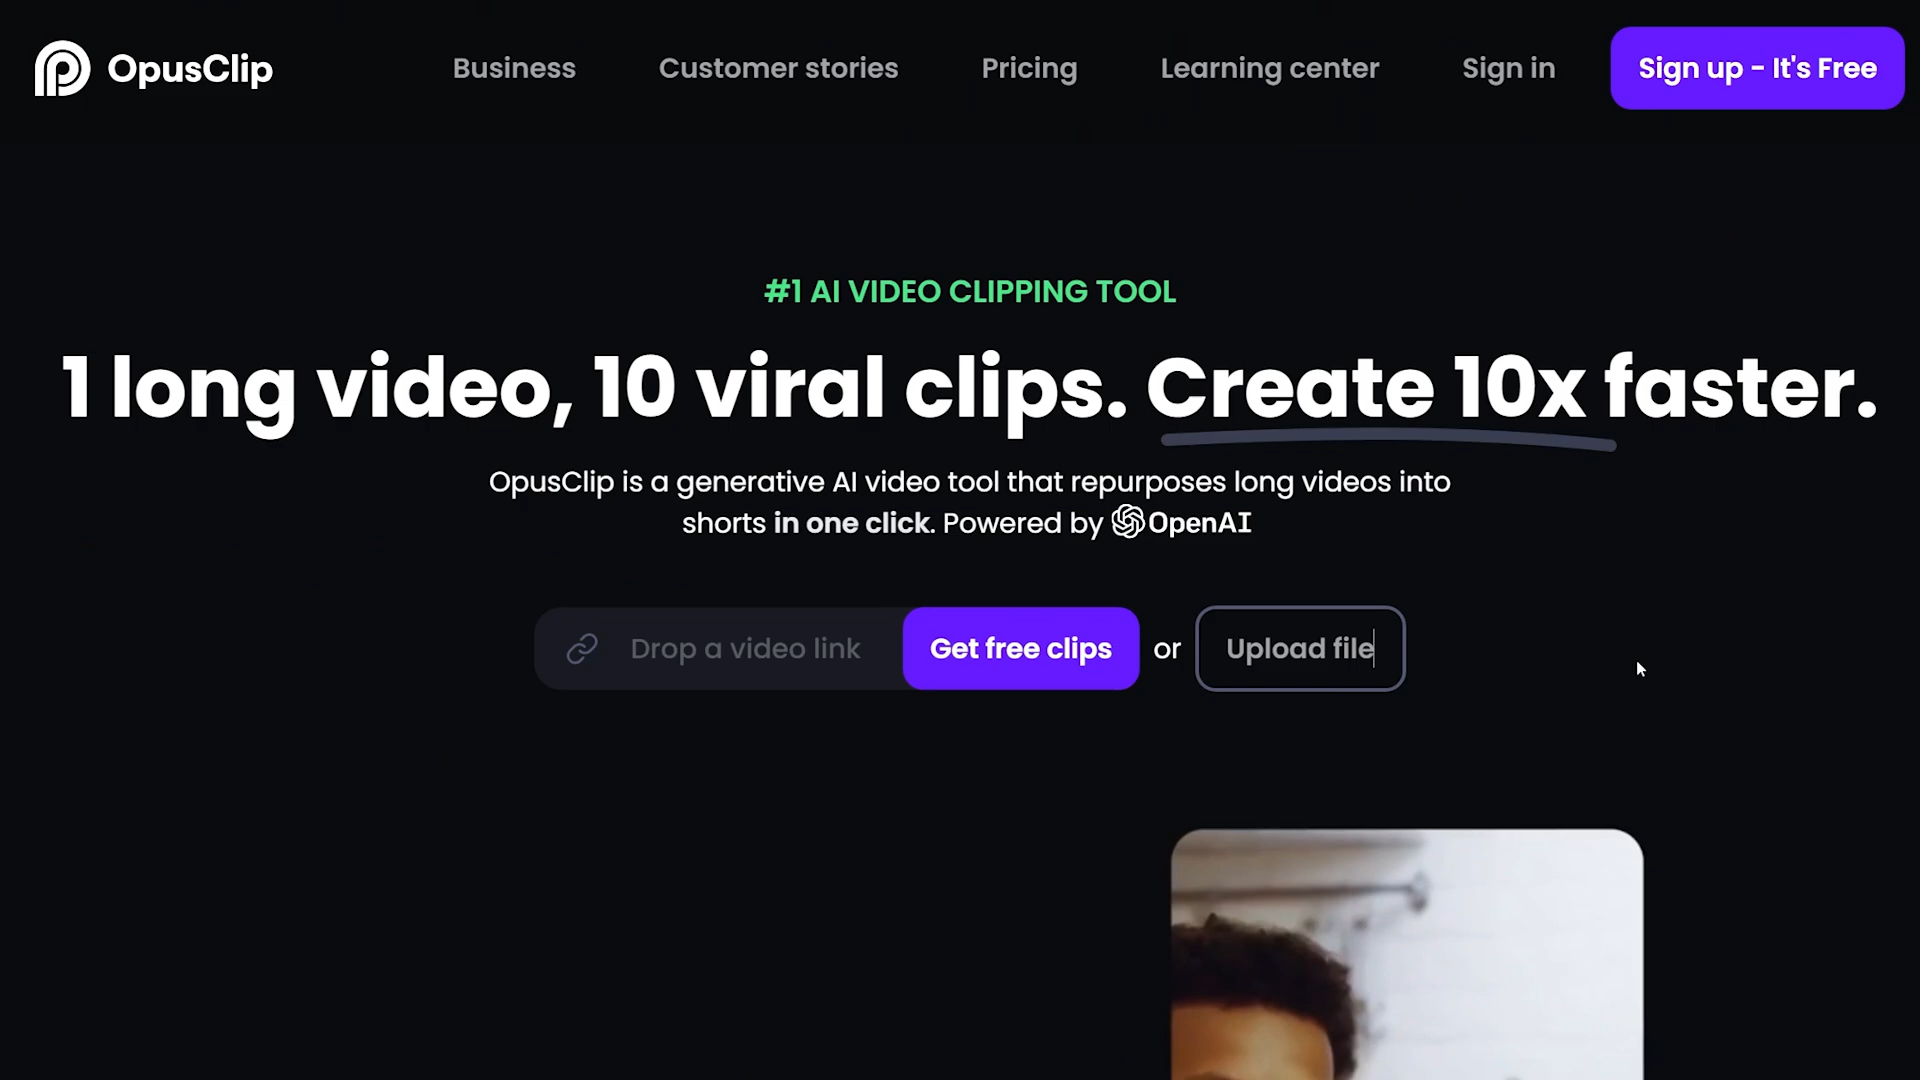 OpusClip
Business
Customer stories
Pricing
Learning center
Sign in
Sign up - It's Free
#1 AI VIDEO CLIPPING TOOL
1 long video, 10 viral clips. Create 10x faster.
OpusClip is a generative AI video tool that repurposes long videos into
shorts in one click. Powered by OpenAI
Drop a video link
Get free clips
or
Upload file